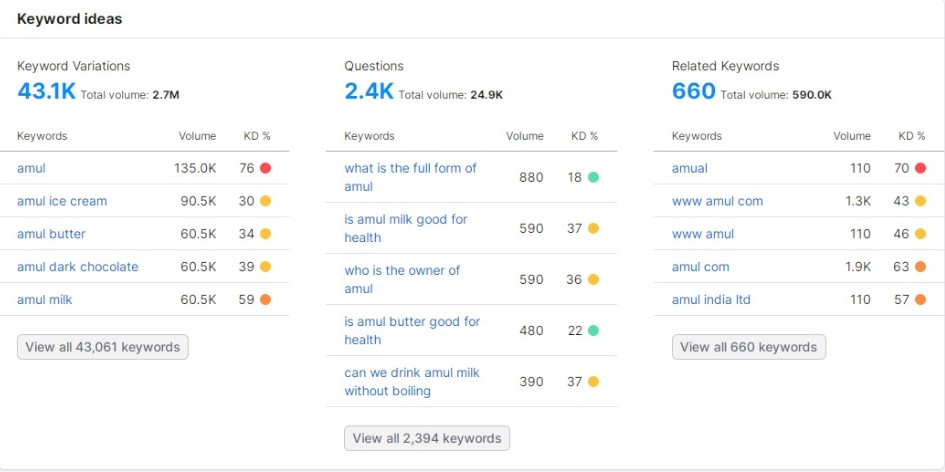 Keyword ideas
Keyword Variations
43.1K Total volume: 2.7M
Keywords Volume KD %
amul 135.0K 76
amul ice cream 90.5K 30
amul butter 60.5K 34
amul dark chocolate 60.5K 39
amul milk 60.5K 59
View all 43,061 keywords
Questions
2.4K Total volume: 24.9K
Keywords Volume KD %
what is the full form of
amul 880 18
is amul milk good for
health 590 37
who is the owner of
amul 590 36
is amul butter good for
health 480 22
can we drink amul milk
without boiling 390 37
View all 2,394 keywords
Related Keywords
660 Total volume: 590.0K
Keywords Volume KD %
amual 110 70
www amul com 1.3K 43
www amul 110 46
amul com 1.9K 63
amul india ltd 110 57
View all 660 keywords